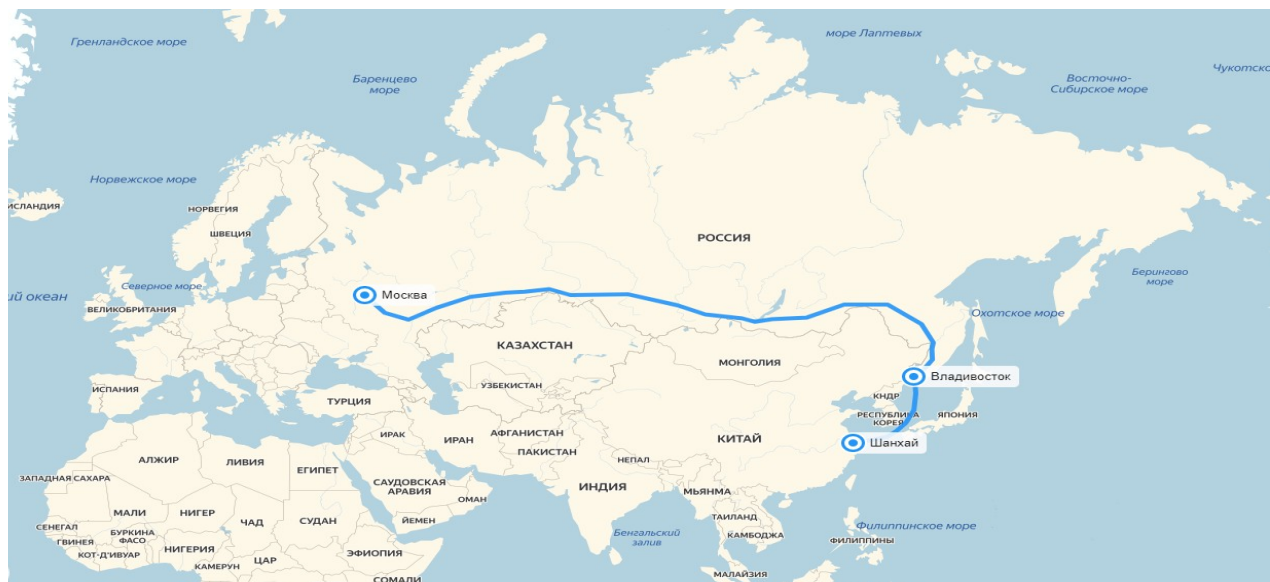 Гренландское море
море Лаптевых
Чукотско
Баренцево
море
Восточно-
Сибирское море
Норвежское море
ИСЛАНДИЯ
НОРВЕГИЯ
ШВЕЦИЯ
РОССИЯ
Берингово
море
Северное море
ий океан
Москва
ВЕЛИКОБРИТАНИЯ
Охотское море
КАЗАХСТАН
МОНГОЛИЯ
Владивосток
ИСПАНИЯ
УЗБЕКИСТАН
ТУРЦИЯ
КНДР
РЕСПУБЛИКА
КОРЕЯ
ЯПОНИЯ
ИРАК
ИРАН
АФГАНИСТАН
КИТАЙ
Шанхай
ПАКИСТАН
АЛЖИР
ЛИВИЯ
ЕГИПЕТ
НЕПАЛ
ЗАПАДНАЯ САХАРА
САУДОВСКАЯ
АРАВИЯ
ОМАН
ИНДИЯ
МЬЯНМА
МАЛИ
НИГЕР
ЧАД
СУДАН
ЙЕМЕН
ТАИЛАНД
КАМБОДЖА
Филиппинское море
ФИЛИППИНЫ
СЕНЕГАЛ
ГВИНЕЯ
БУРКИНА
ФАСО
КОТ-Д'ИВУАР
НИГЕРИЯ
КАМЕРУН
ЦАР
ЭФИОПИЯ
СОМАЛИ
Бенгальский
залив
МАЛАЙЗИЯ